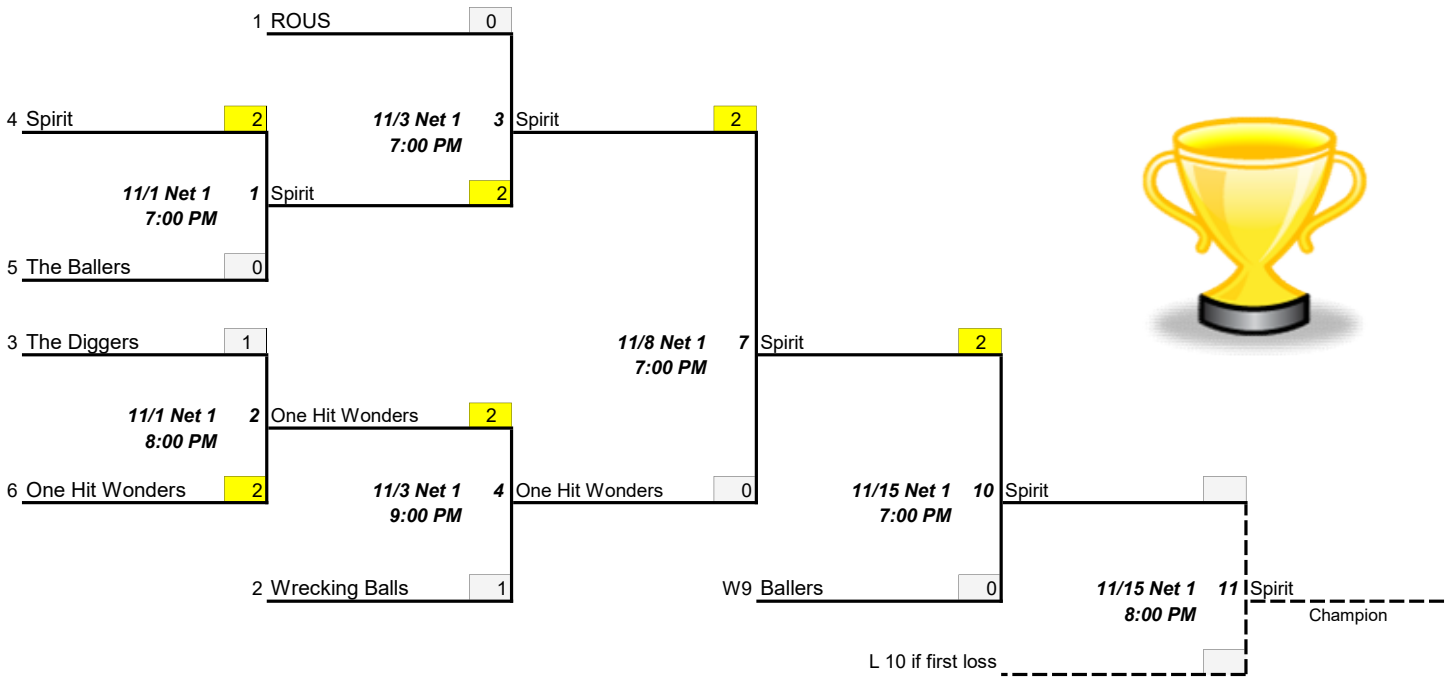 1 ROUS 0
4 Spirit 2 11/3 Net 1 3 Spirit 2
7:00 PM
11/1 Net 1 1 Spirit 2
7:00 PM
5 The Ballers 0
3 The Diggers 1 11/8 Net 1 7 Spirit 2
7:00 PM
11/1 Net 1 2 One Hit Wonders 2
8:00 PM
6 One Hit Wonders 2 11/3 Net 1 4 One Hit Wonders 0 11/15 Net 1 10 Spirit
9:00 PM 7:00 PM
2 Wrecking Balls 1 W9 Ballers 0 11/15 Net 1 11 Spirit
8:00 PM Champion
L 10 if first loss